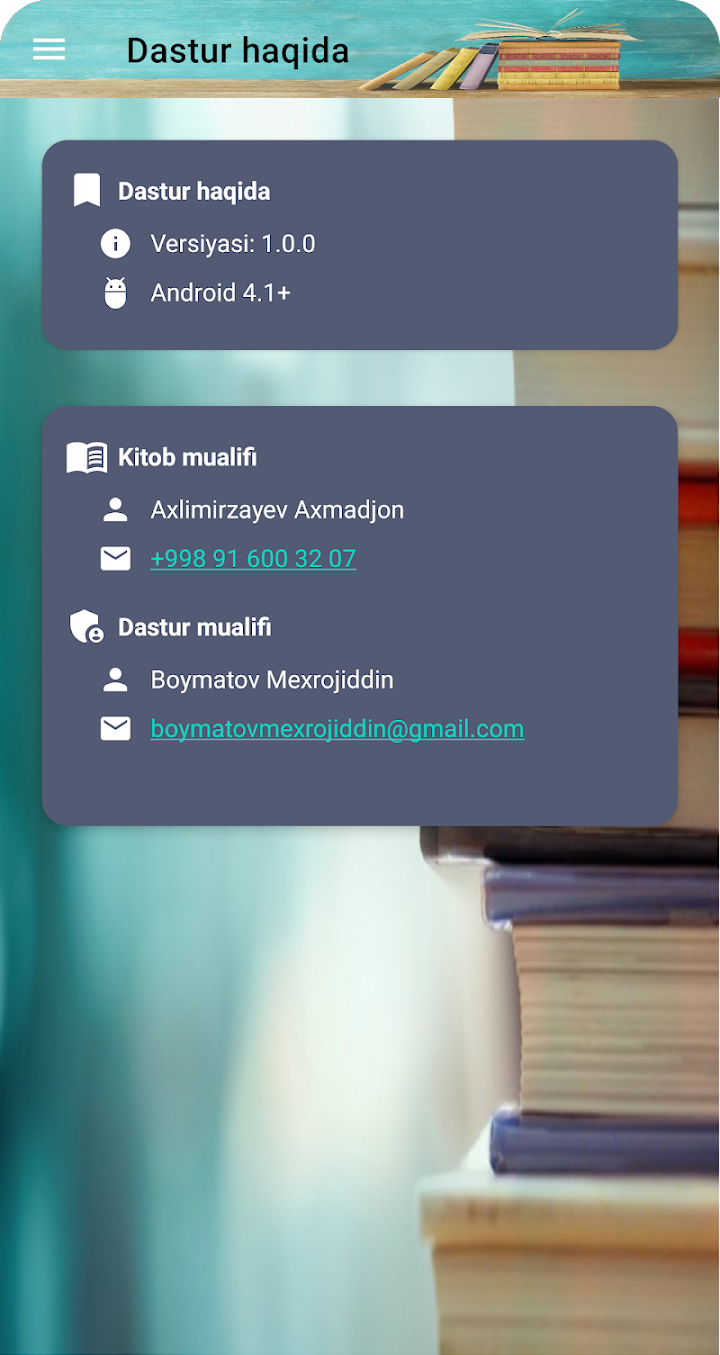 Dastur haqida
Dastur haqida
Versiyasi: 1.0.0
Android 4.1+
Kitob mualifi
Axlimirzayev Axmadjon
+998 91 600 32 07
Dastur mualifi
Boymatov Mexrojiddin
boymatovmexrojiddin@gmail.com